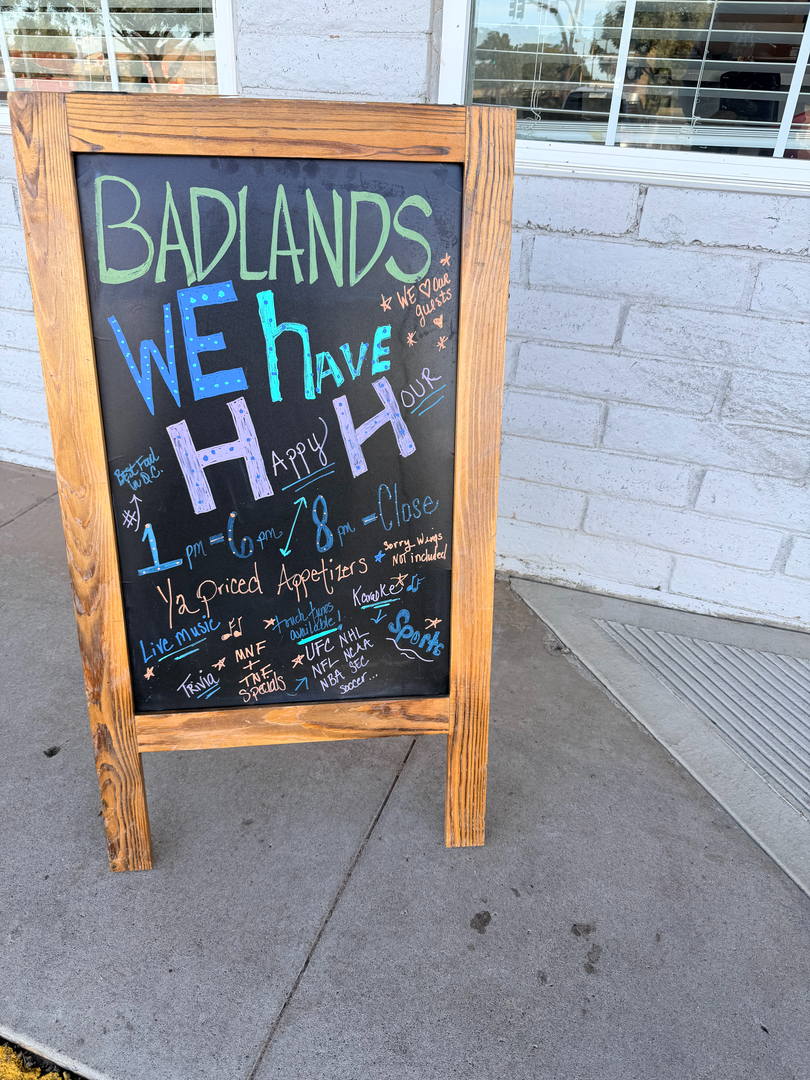 BADLANDS
WE HAVE
WE ♡ Our
guests
HAPPY HOUR
Best Food
in O.C.
#1
1 pm = 6 pm 8 pm = Close
1/2 priced Appetizers
Sorry, Wings
Not included
Karaoke
Live music
touch tunes
available!
Sports
Trivia
MNF
+
TNF
Specials
UFC NHL
NFL NCAA
NBA SEC
soccer...